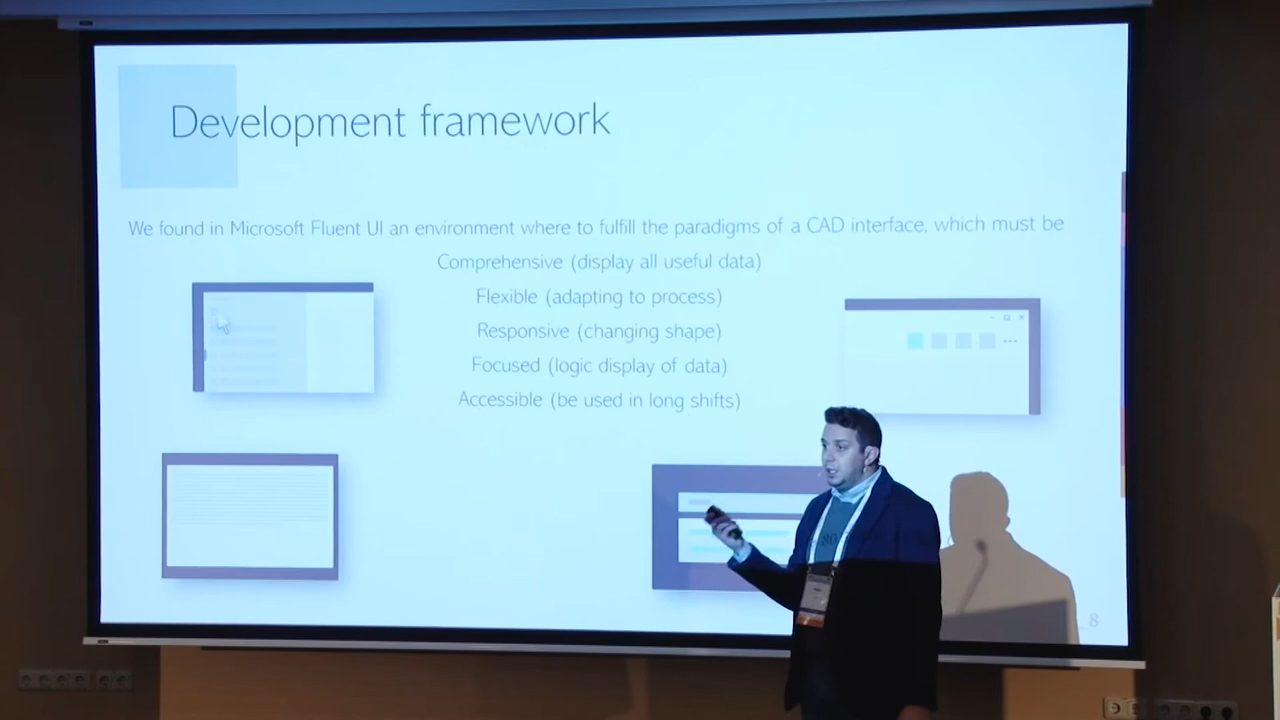 Development framework
We found in Microsoft Fluent UI an environment where to fulfill the paradigms of a CAD interface, which must be
Comprehensive (display all useful data)
Flexible (adapting to process)
Responsive (changing shape)
Focused (logic display of data)
Accessible (be used in long shifts)
8